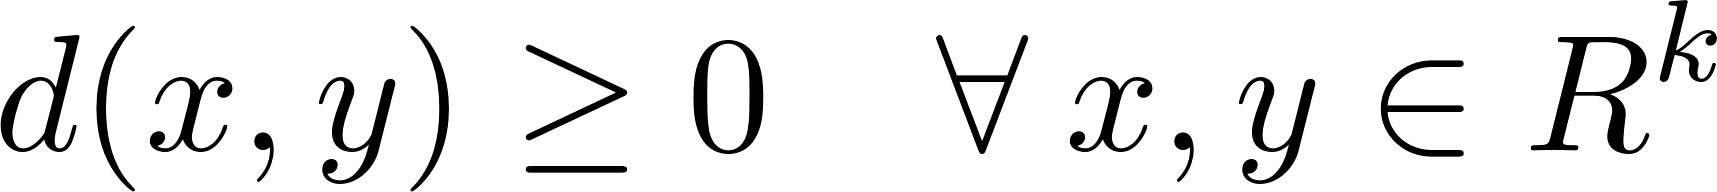 d(x, y) ≥ 0 ∀ x, y ∈ R^k